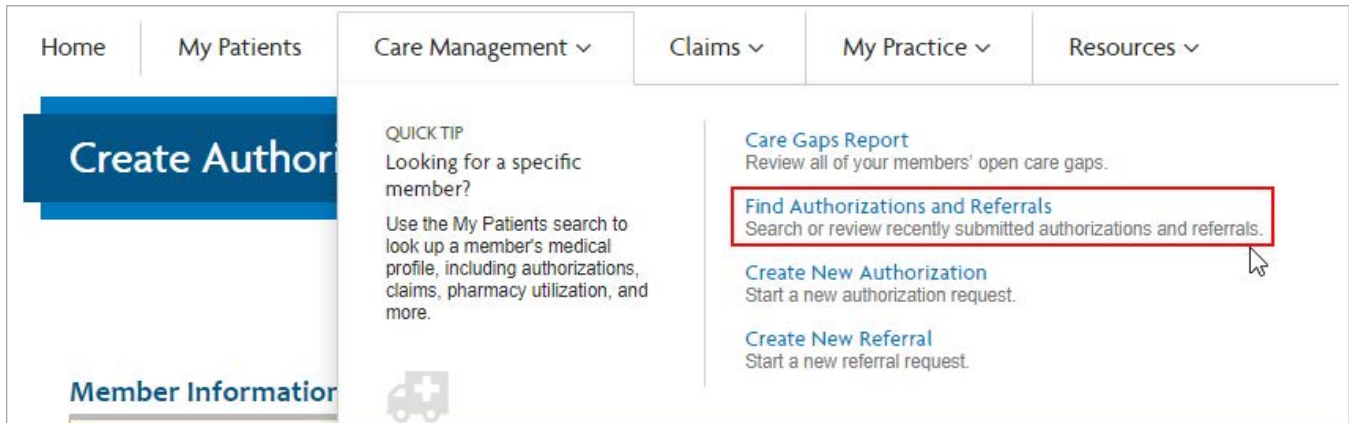 Home
My Patients
Care Management
Claims
My Practice
Resources
Create Authori
Member Information
QUICK TIP
Looking for a specific
member?
Use the My Patients search to
look up a member's medical
profile, including authorizations,
claims, pharmacy utilization, and
more.
Care Gaps Report
Review all of your members' open care gaps.
Find Authorizations and Referrals
Search or review recently submitted authorizations and referrals.
Create New Authorization
Start a new authorization request.
Create New Referral
Start a new referral request.